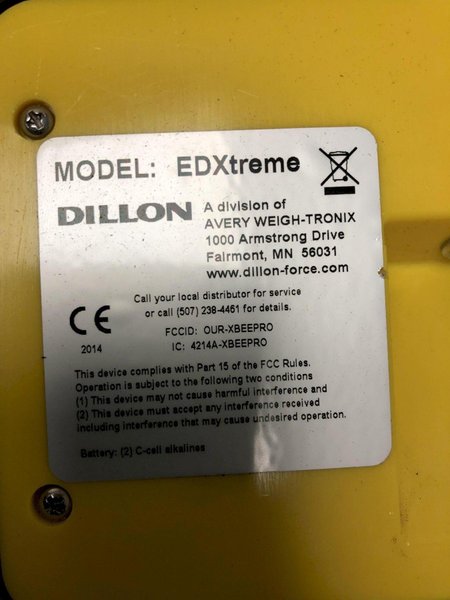 MODEL: EDXtreme
DILLON
A division of
AVERY WEIGH-TRONIX
1000 Armstrong Drive
Fairmont, MN 56031
www.dillon-force.com
Call your local distributor for service
or call (507) 238-4461 for details.
CE
2014
FCCID: OUR-XBEEPRO
IC: 4214A-XBEEPRO
This device complies with Part 15 of the FCC Rules.
Operation is subject to the following two conditions
(1) This device may not cause harmful interference and
(2) This device must accept any interference received
including interference that may cause undesired operation.
Battery: (2) C-cell alkalines